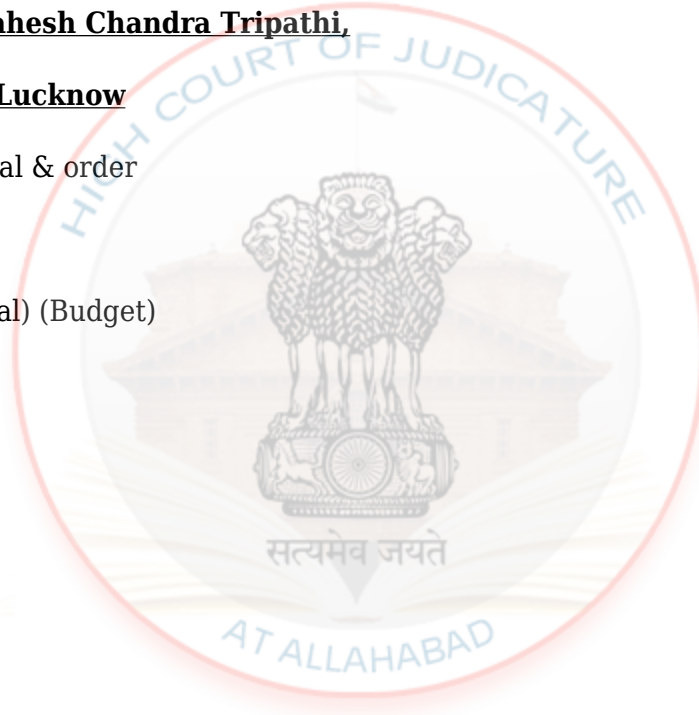 ahesh Chandra Tripathi,
Lucknow
al & order
al) (Budget)
HIGH COURT OF JUDICATURE
सत्यमेव जयते
AT ALLAHABAD